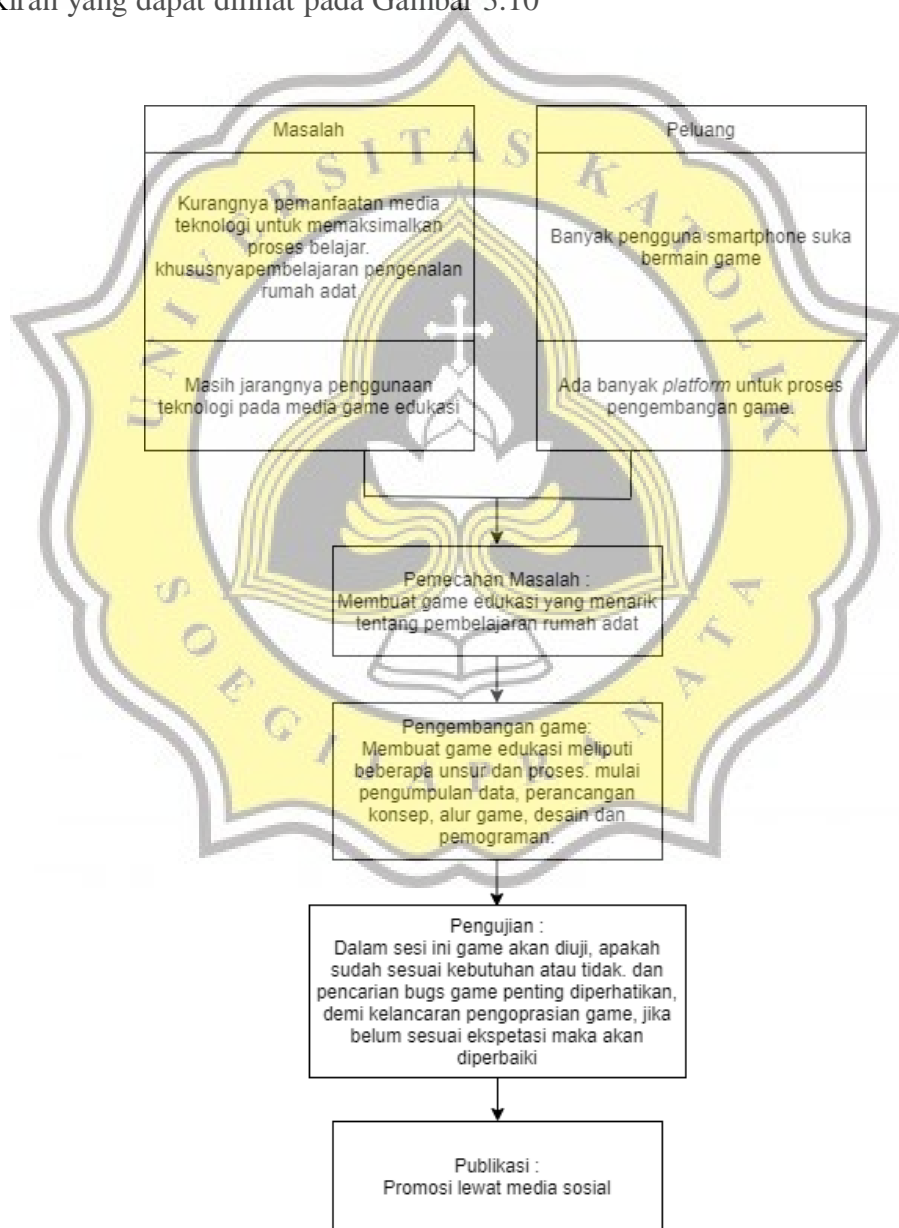 kiran yang dapat dilihat pada Gambar 3.10
Masalah
Kurangnya pemanfaatan media
teknologi untuk memaksimalkan
proses belajar.
khususnyapembelajaran pengenalan
rumah adat
Masih jarangnya penggunaan
teknologi pada media game edukasi
Peluang
Banyak pengguna smartphone suka
bermain game
Ada banyak platform untuk proses
pengembangan game.
Pemecahan Masalah :
Membuat game edukasi yang menarik
tentang pembelajaran rumah adat
Pengembangan game:
Membuat game edukasi meliputi
beberapa unsur dan proses. mulai
pengumpulan data, perancangan
konsep, alur game, desain dan
pemograman.
Pengujian :
Dalam sesi ini game akan diuji, apakah
sudah sesuai kebutuhan atau tidak. dan
pencarian bugs game penting diperhatikan,
demi kelancaran pengoprasian game, jika
belum sesuai ekspetasi maka akan
diperbaiki
Publikasi :
Promosi lewat media sosial
UNIVERSITAS KATOLIK
SOEGIJAPRANATA